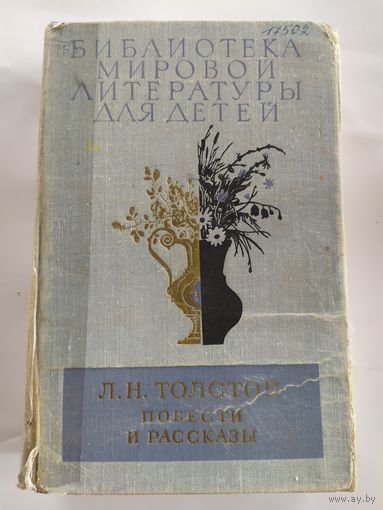 17502
БИБЛИОТЕКА
МИРОВОЙ
ЛИТЕРАТУРЫ
ДЛЯ ДЕТЕЙ
Л. Н. ТОЛСТОЙ
ПОВЕСТИ
И РАССКАЗЫ
ay.by